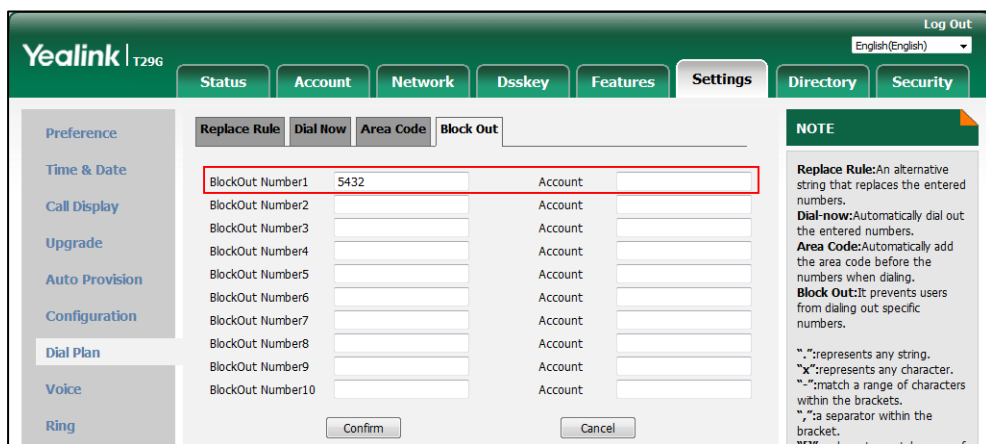 Log Out
Yealink T29G
English(English)
Status Account Network Dsskey Features Settings Directory Security
Preference
Time & Date
Call Display
Upgrade
Auto Provision
Configuration
Dial Plan
Voice
Ring
Replace Rule Dial Now Area Code Block Out
BlockOut Number1 5432 Account
BlockOut Number2 Account
BlockOut Number3 Account
BlockOut Number4 Account
BlockOut Number5 Account
BlockOut Number6 Account
BlockOut Number7 Account
BlockOut Number8 Account
BlockOut Number9 Account
BlockOut Number10 Account
Confirm Cancel
NOTE
Replace Rule:An alternative
string that replaces the entered
numbers.
Dial-now:Automatically dial out
the entered numbers.
Area Code:Automatically add
the area code before the
numbers when dialing.
Block Out:It prevents users
from dialing out specific
numbers.
".":represents any string.
"x":represents any character.
"-":match a range of characters
within the brackets.
",":a separator within the
bracket.